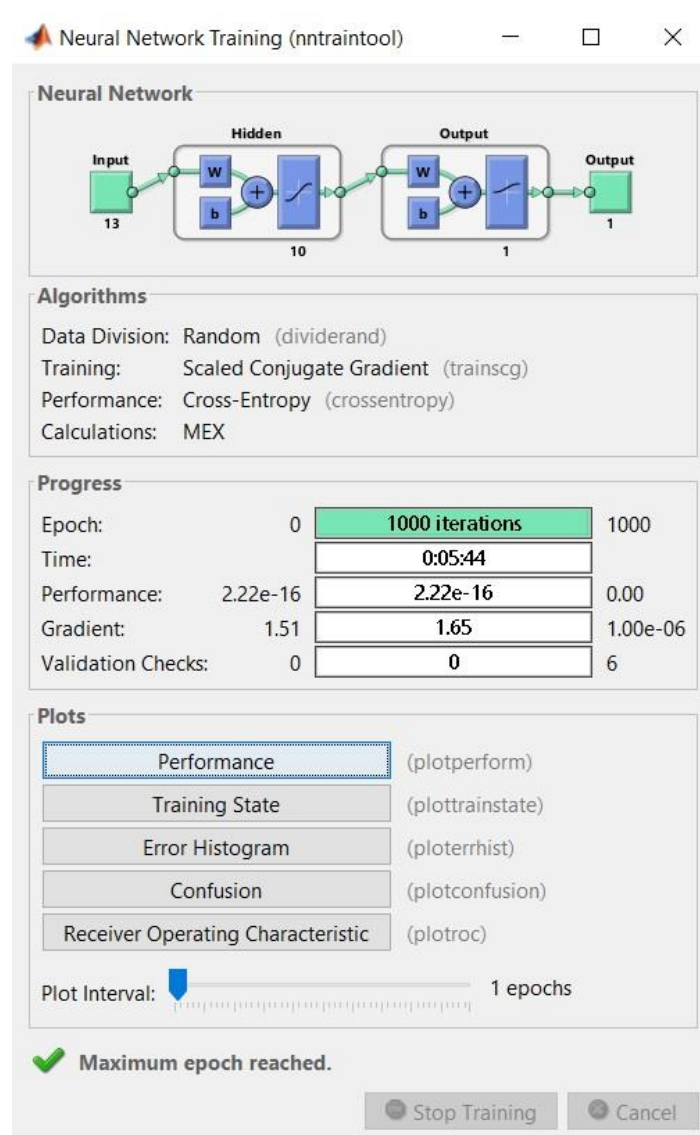 Neural Network Training (nntraintool)
Neural Network
Hidden
Output
Input
W
b
+
W
b
+
Output
13
10
1
1
Algorithms
Data Division: Random (dividerand)
Training: Scaled Conjugate Gradient (trainscg)
Performance: Cross-Entropy (crossentropy)
Calculations: MEX
Progress
Epoch: 0 1000 iterations 1000
Time: 0:05:44
Performance: 2.22e-16 2.22e-16 0.00
Gradient: 1.51 1.65 1.00e-06
Validation Checks: 0 0 6
Plots
Performance (plotperform)
Training State (plottrainstate)
Error Histogram (ploterrhist)
Confusion (plotconfusion)
Receiver Operating Characteristic (plotroc)
Plot Interval: 1 epochs
Maximum epoch reached.
Stop Training Cancel